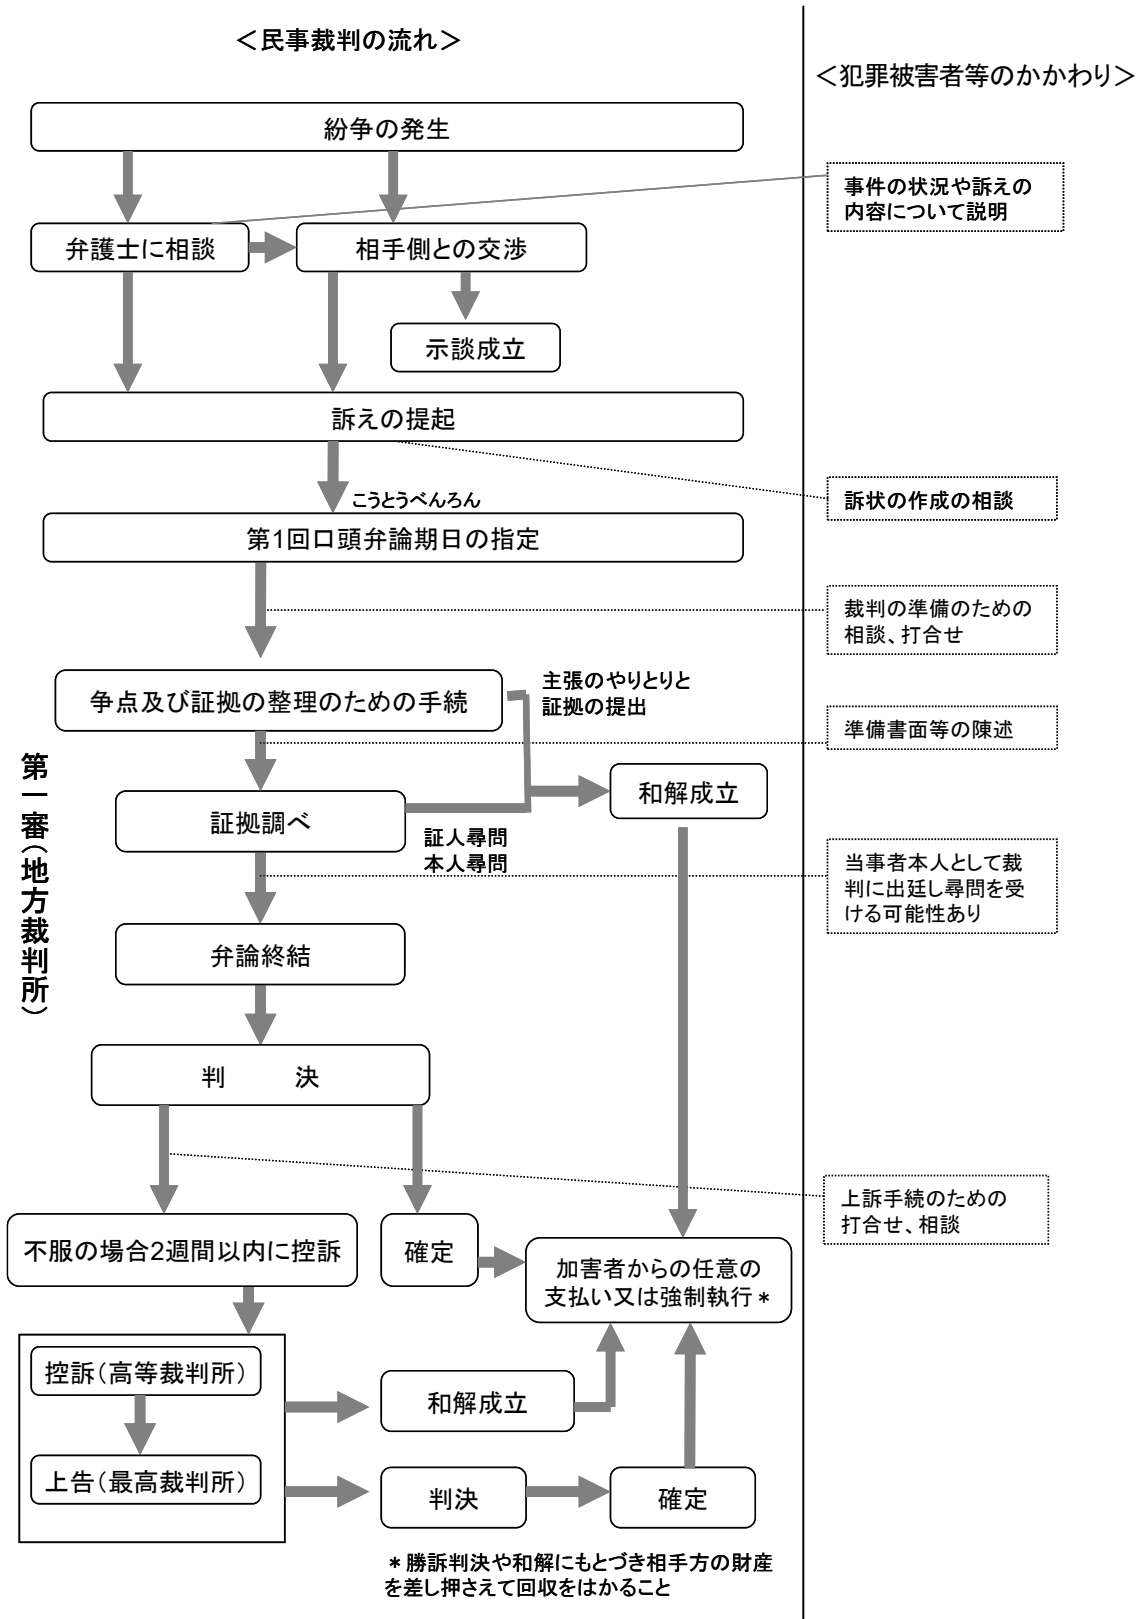 ＜民事裁判の流れ＞
＜犯罪被害者等のかかわり＞
紛争の発生
事件の状況や訴えの
内容について説明
弁護士に相談
相手側との交渉
示談成立
訴えの提起
訴状の作成の相談
こうとうべんろん
第1回口頭弁論期日の指定
裁判の準備のための
相談、打合せ
争点及び証拠の整理のための手続
主張のやりとりと
証拠の提出
準備書面等の陳述
第一審（地方裁判所）
和解成立
証拠調べ
証人尋問
本人尋問
当事者本人として裁
判に出廷し尋問を受
ける可能性あり
弁論終結
判　　決
上訴手続のための
打合せ、相談
不服の場合2週間以内に控訴
確定
加害者からの任意の
支払い又は強制執行＊
控訴（高等裁判所）
和解成立
上告（最高裁判所）
判決
確定
＊勝訴判決や和解にもとづき相手方の財産
を差し押さえて回収をはかること